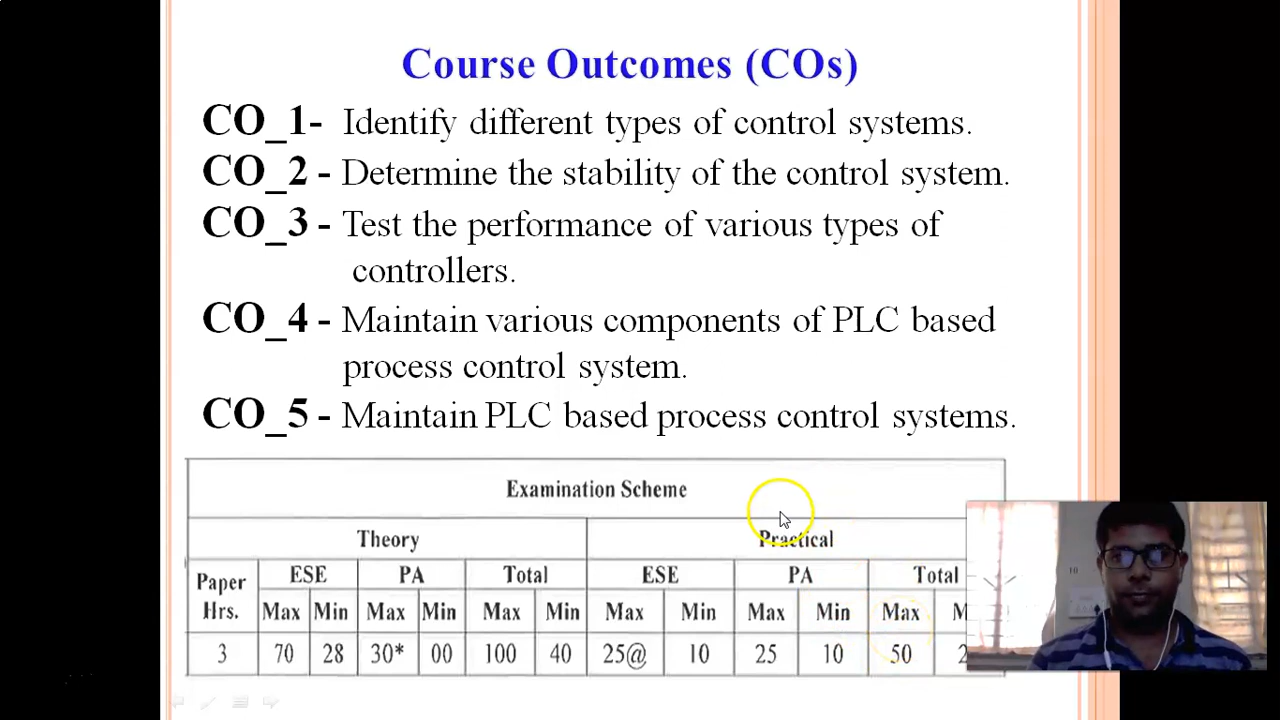 Course Outcomes (COs)
CO_1- Identify different types of control systems.
CO_2 - Determine the stability of the control system.
CO_3 - Test the performance of various types of
controllers.
CO_4 - Maintain various components of PLC based
process control system.
CO_5 - Maintain PLC based process control systems.
Examination Scheme
Theory Practical
Paper Hrs. ESE PA Total ESE PA Total
Max Min Max Min Max Min Max Min Max Min Max
3 70 28 30* 00 100 40 25@ 10 25 10 50